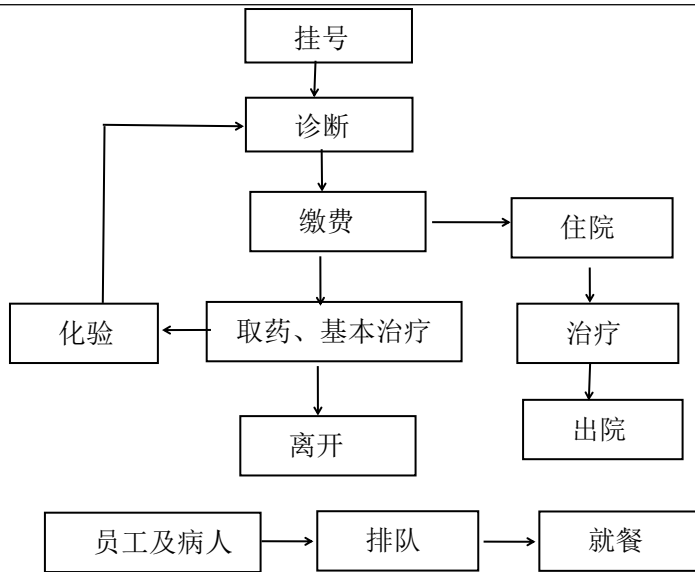 挂号
诊断
缴费
住院
化验
取药、基本治疗
治疗
离开
出院
员工及病人
排队
就餐